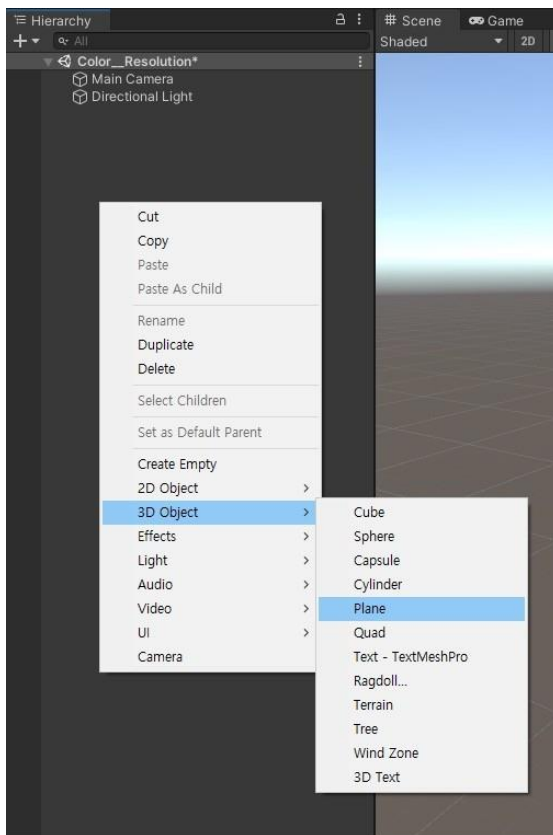 Hierarchy
# Scene
Game
All
Shaded
2D
Color__Resolution*
Main Camera
Directional Light
Cut
Copy
Paste
Paste As Child
Rename
Duplicate
Delete
Select Children
Set as Default Parent
Create Empty
2D Object
3D Object
Effects
Light
Audio
Video
UI
Camera
Cube
Sphere
Capsule
Cylinder
Plane
Quad
Text - TextMeshPro
Ragdoll...
Terrain
Tree
Wind Zone
3D Text